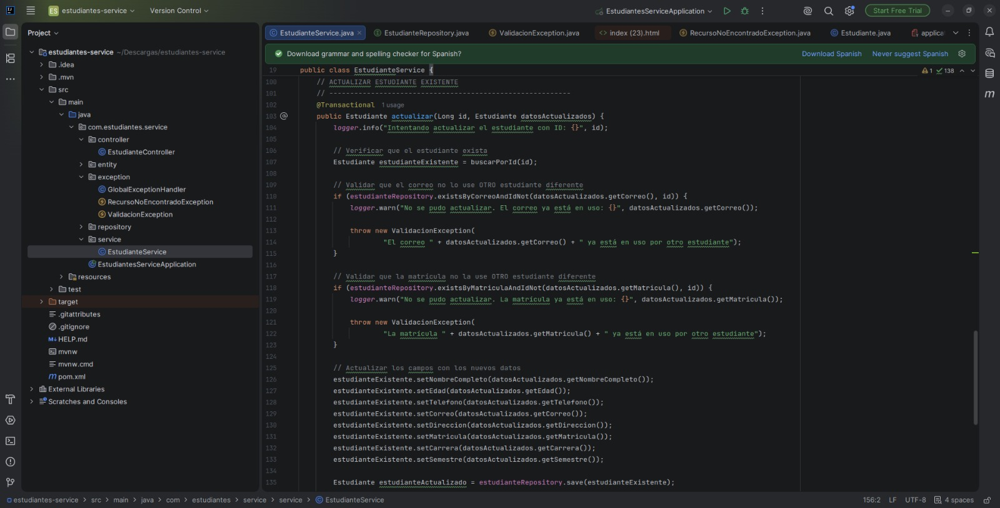 ES estudiantes-service Version Control EstudiantesServiceApplication Start Free Trial
Project
estudiantes-service ~/Descargas/estudiantes-service
.idea
.mvn
src
main
java
com.estudiantes.service
controller
EstudianteController
entity
exception
GlobalExceptionHandler
RecursoNoEncontradoException
ValidacionException
repository
service
EstudianteService
EstudiantesServiceApplication
resources
test
target
.gitattributes
.gitignore
HELP.md
mvnw
mvnw.cmd
pom.xml
External Libraries
Scratches and Consoles
EstudianteService.java EstudianteRepository.java ValidacionException.java index (23).html RecursoNoEncontradoException.java Estudiante.java applica
Download grammar and spelling checker for Spanish? Download Spanish Never suggest Spanish
19 public class EstudianteService { 1 138
100 // ACTUALIZAR ESTUDIANTE EXISTENTE
101 // ----------------------------------------------------------
102 @Transactional 1 usage
103 public Estudiante actualizar(Long id, Estudiante datosActualizados) {
104 logger.info("Intentando actualizar el estudiante con ID: {}", id);
105
106 // Verificar que el estudiante exista
107 Estudiante estudianteExistente = buscarPorId(id);
108
109 // Validar que el correo no lo use OTRO estudiante diferente
110 if (estudianteRepository.existsByCorreoAndIdNot(datosActualizados.getCorreo(), id)) {
111 logger.warn("No se pudo actualizar. El correo ya está en uso: {}", datosActualizados.getCorreo());
112
113 throw new ValidacionException(
114 "El correo " + datosActualizados.getCorreo() + " ya está en uso por otro estudiante");
115 }
116
117 // Validar que la matrícula no la use OTRO estudiante diferente
118 if (estudianteRepository.existsByMatriculaAndIdNot(datosActualizados.getMatricula(), id)) {
119 logger.warn("No se pudo actualizar. La matrícula ya está en uso: {}", datosActualizados.getMatricula());
120
121 throw new ValidacionException(
122 "La matrícula " + datosActualizados.getMatricula() + " ya está en uso por otro estudiante");
123 }
124
125 // Actualizar los campos con los nuevos datos
126 estudianteExistente.setNombreCompleto(datosActualizados.getNombreCompleto());
127 estudianteExistente.setEdad(datosActualizados.getEdad());
128 estudianteExistente.setTelefono(datosActualizados.getTelefono());
129 estudianteExistente.setCorreo(datosActualizados.getCorreo());
130 estudianteExistente.setDireccion(datosActualizados.getDireccion());
131 estudianteExistente.setMatricula(datosActualizados.getMatricula());
132 estudianteExistente.setCarrera(datosActualizados.getCarrera());
133 estudianteExistente.setSemestre(datosActualizados.getSemestre());
134
135 Estudiante estudianteActualizado = estudianteRepository.save(estudianteExistente);
estudiantes-service > src > main > java > com > estudiantes > service > service > EstudianteService 156:2 LF UTF-8 4 spaces